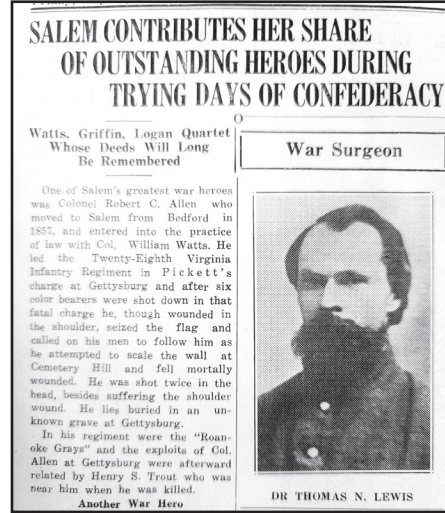 SALEM CONTRIBUTES HER SHARE
OF OUTSTANDING HEROES DURING
TRYING DAYS OF CONFEDERACY
Watts, Griffin, Logan Quartet
Whose Deeds Will Long
Be Remembered
One of Salem's greatest war heroes
was Colonel Robert C. Allen who
moved to Salem from Bedford in
1857, and entered into the practice
of law with Col. William Watts. He
led the Twenty-Eighth Virginia
Infantry Regiment in Pickett's
charge at Gettysburg and after six
color bearers were shot down in that
fatal charge he, though wounded in
the shoulder, seized the flag and
called on his men to follow him as
he attempted to scale the wall at
Cemetery Hill and fell mortally
wounded. He was shot twice in the
head, besides suffering the shoulder
wound. He lies buried in an un-
known grave at Gettysburg.
In his regiment were the "Roan-
oke Grays" and the exploits of Col.
Allen at Gettysburg were afterward
related by Henry S. Trout who was
near him when he was killed.
Another War Hero
War Surgeon
DR THOMAS N. LEWIS